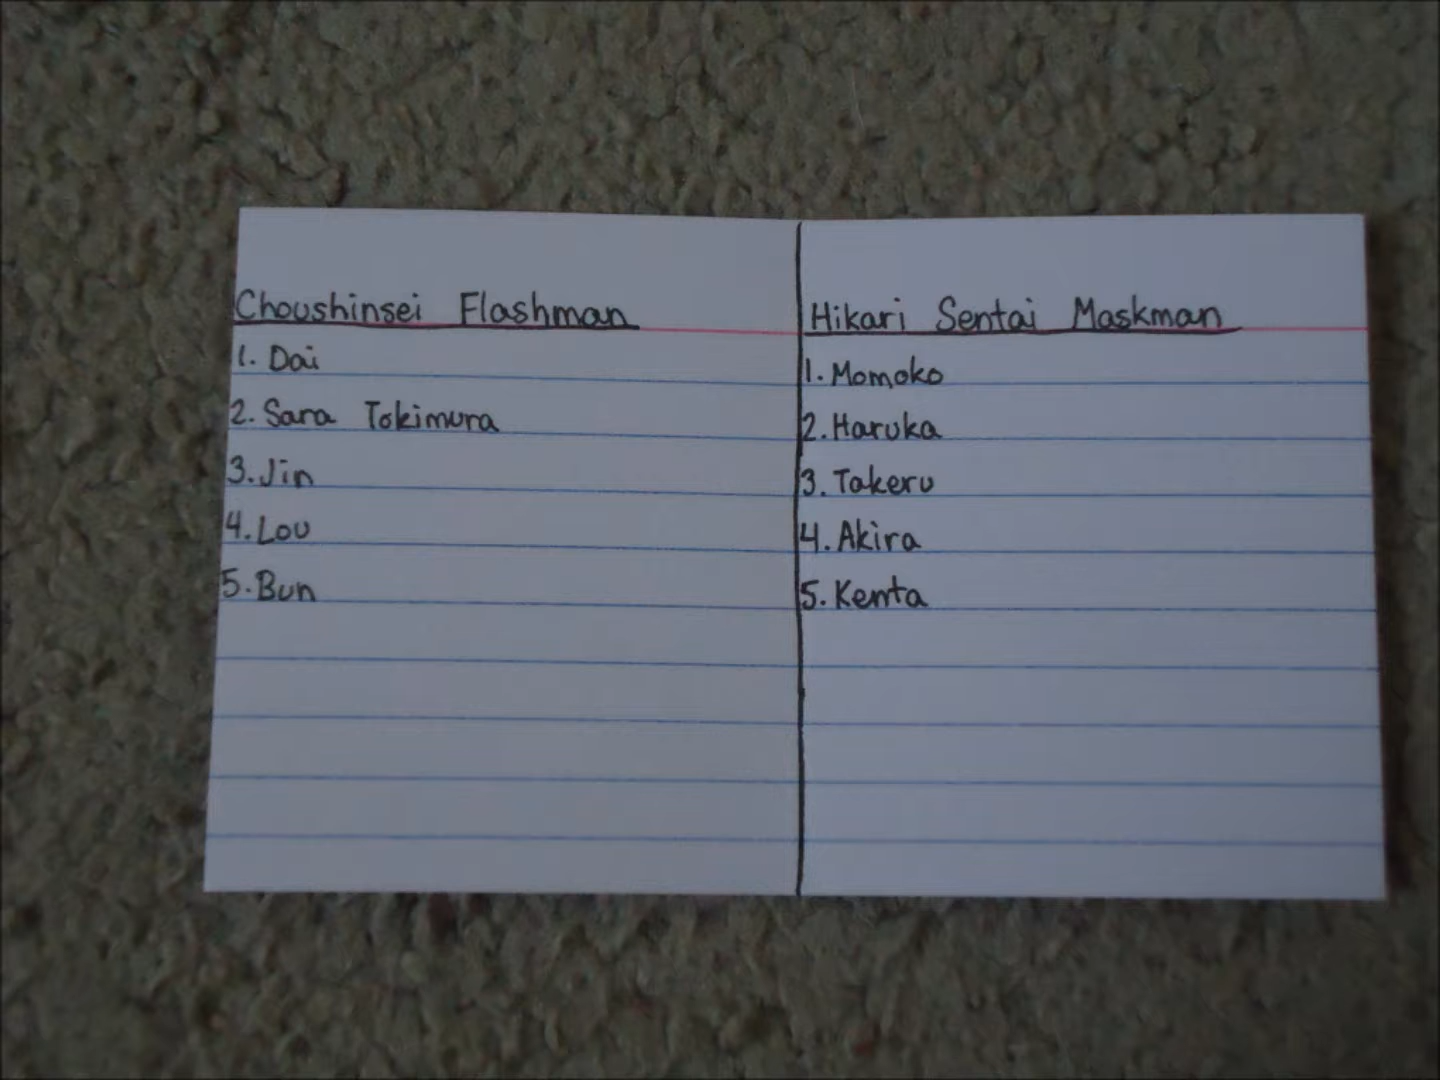 Choushinsei Flashman
1. Dai
2. Sara Tokimura
3. Jin
4. Lou
5. Bun
Hikari Sentai Maskman
1. Momoko
2. Haruka
3. Takeru
4. Akira
5. Kenta